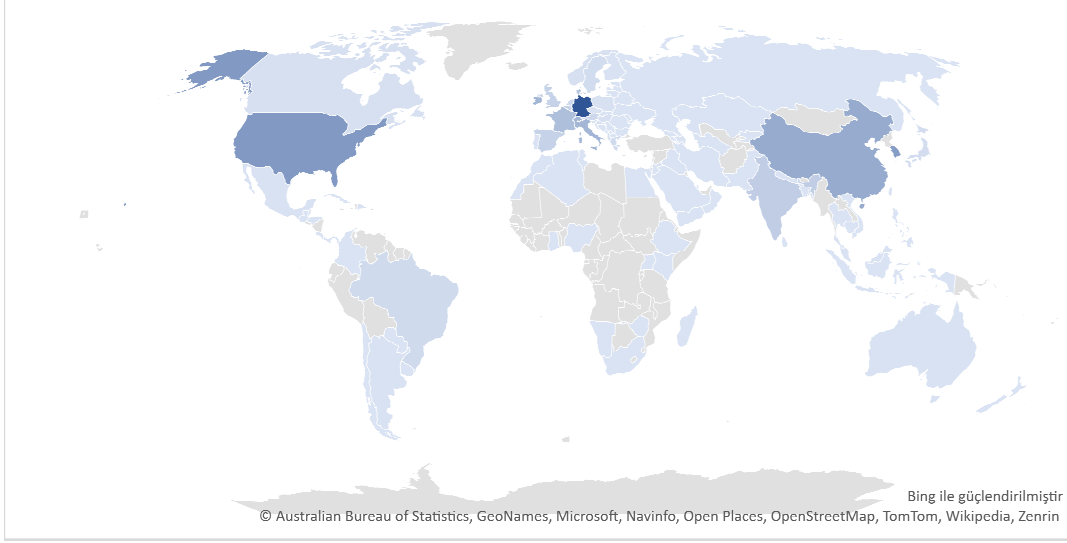 Bing ile güçlendirilmiştir
© Australian Bureau of Statistics, GeoNames, Microsoft, Navinfo, Open Places, OpenStreetMap, TomTom, Wikipedia, Zenrin